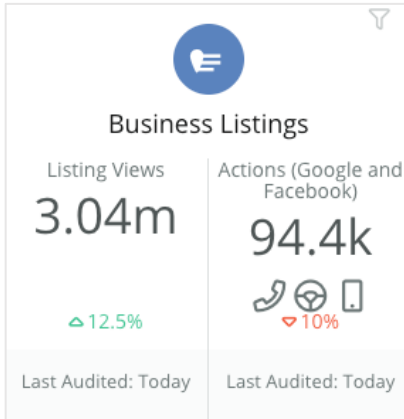 Business Listings
Listing Views
3.04m
12.5%
Last Audited: Today
Actions (Google and
Facebook)
94.4k
10%
Last Audited: Today